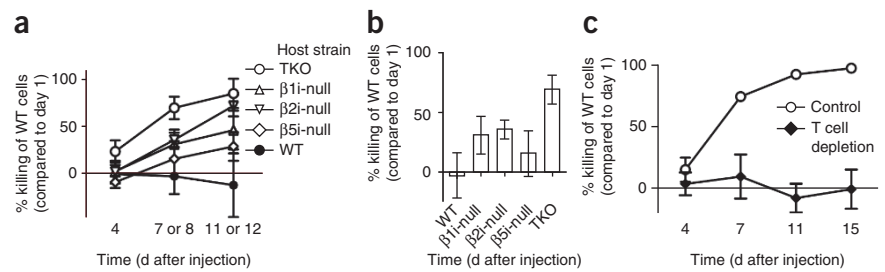 a
% killing of WT cells
(compared to day 1)
100
50
0
4
7 or 8
11 or 12
Time (d after injection)
Host strain
TKO
β1i-null
β2i-null
β5i-null
WT
b
% killing of WT cells
(compared to day 1)
100
50
0
WT
β1i-null
β2i-null
β5i-null
TKO
c
% killing of WT cells
(compared to day 1)
100
50
0
4
7
11
15
Time (d after injection)
Control
T cell
depletion